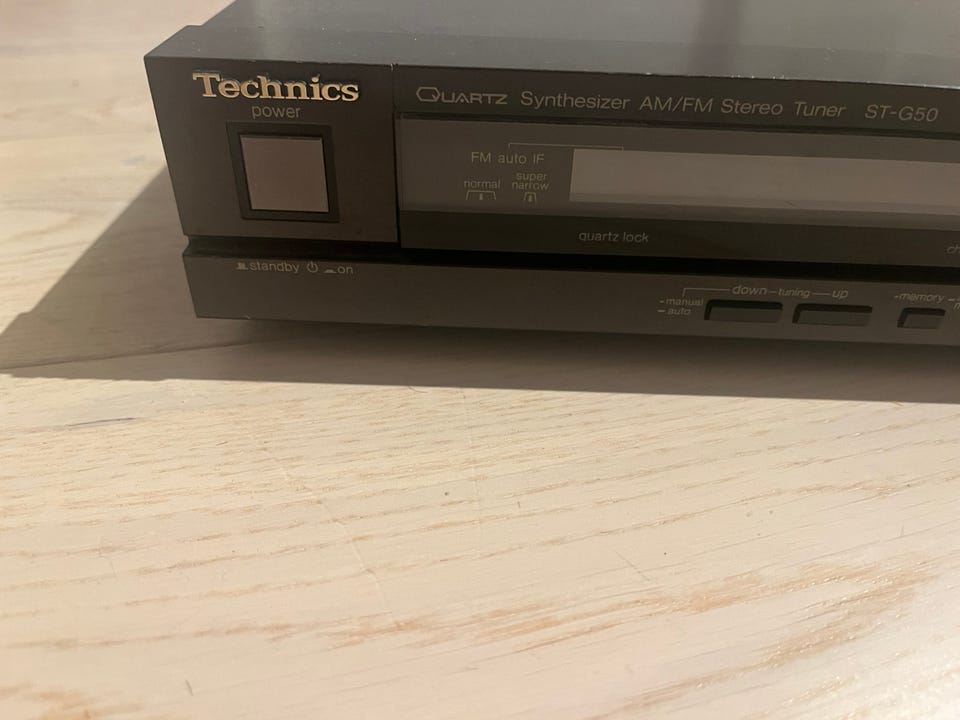 Technics
power
QUARTZ Synthesizer AM/FM Stereo Tuner ST-G50
FM auto IF
normal super narrow
quartz lock
standby on
down tuning up
manual
auto
memory